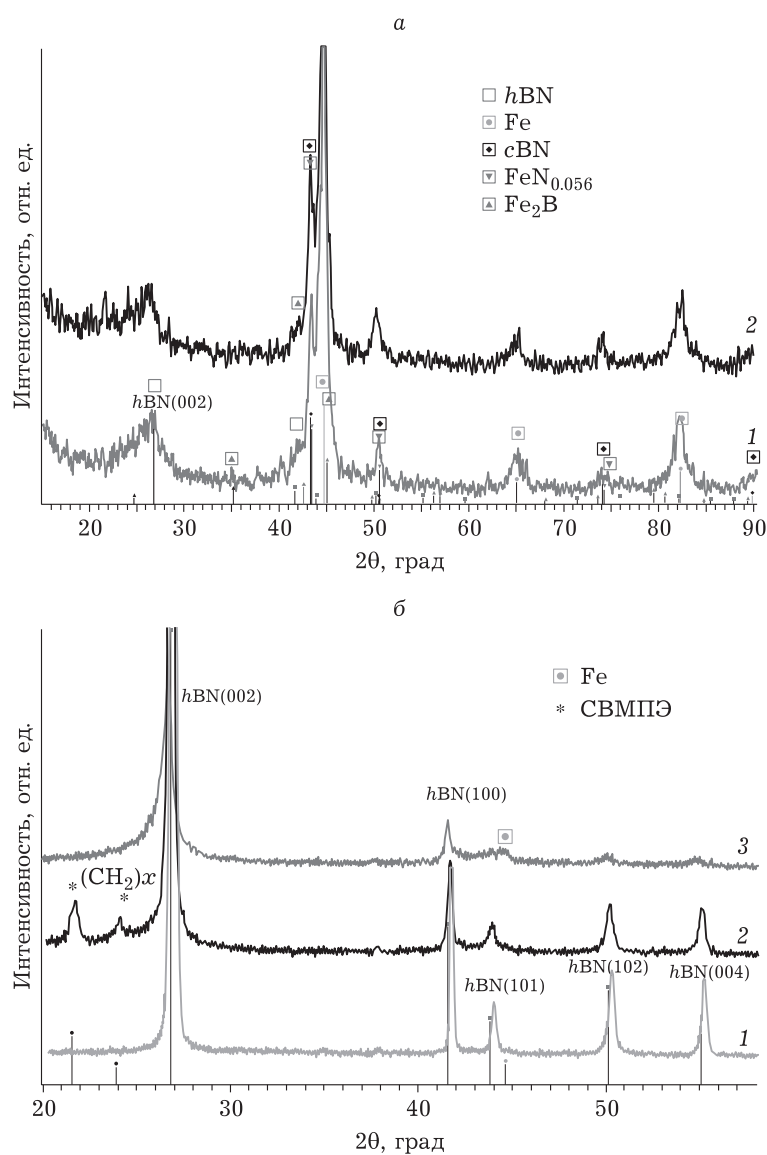 а
Интенсивность, отн. ед.
hBN
Fe
cBN
FeN0.056
Fe2B
2
hBN(002)
1
20 30 40 50 60 70 80 90
2θ, град
б
Интенсивность, отн. ед.
Fe
* СВМПЭ
hBN(002)
hBN(100)
3
* (CH2)x
*
2
hBN(101)
hBN(102)
hBN(004)
1
20 30 40 50
2θ, град